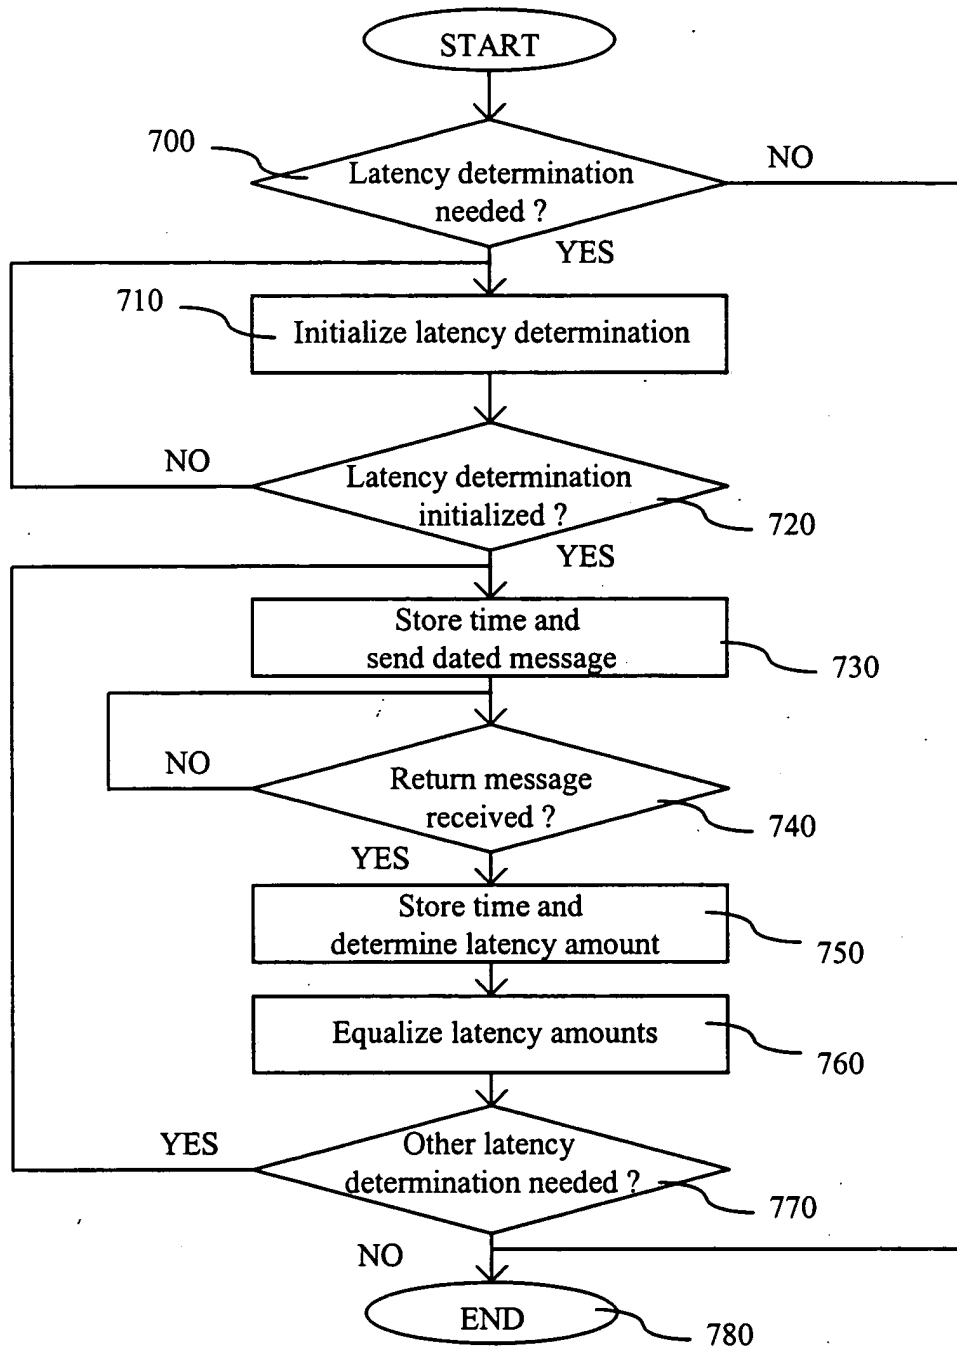 START
700
NO
Latency determination
needed ?
YES
710
Initialize latency determination
NO
Latency determination
initialized ?
720
YES
Store time and
send dated message
730
NO
Return message
received ?
740
YES
Store time and
determine latency amount
750
Equalize latency amounts
760
YES
Other latency
determination needed ?
770
NO
END
780